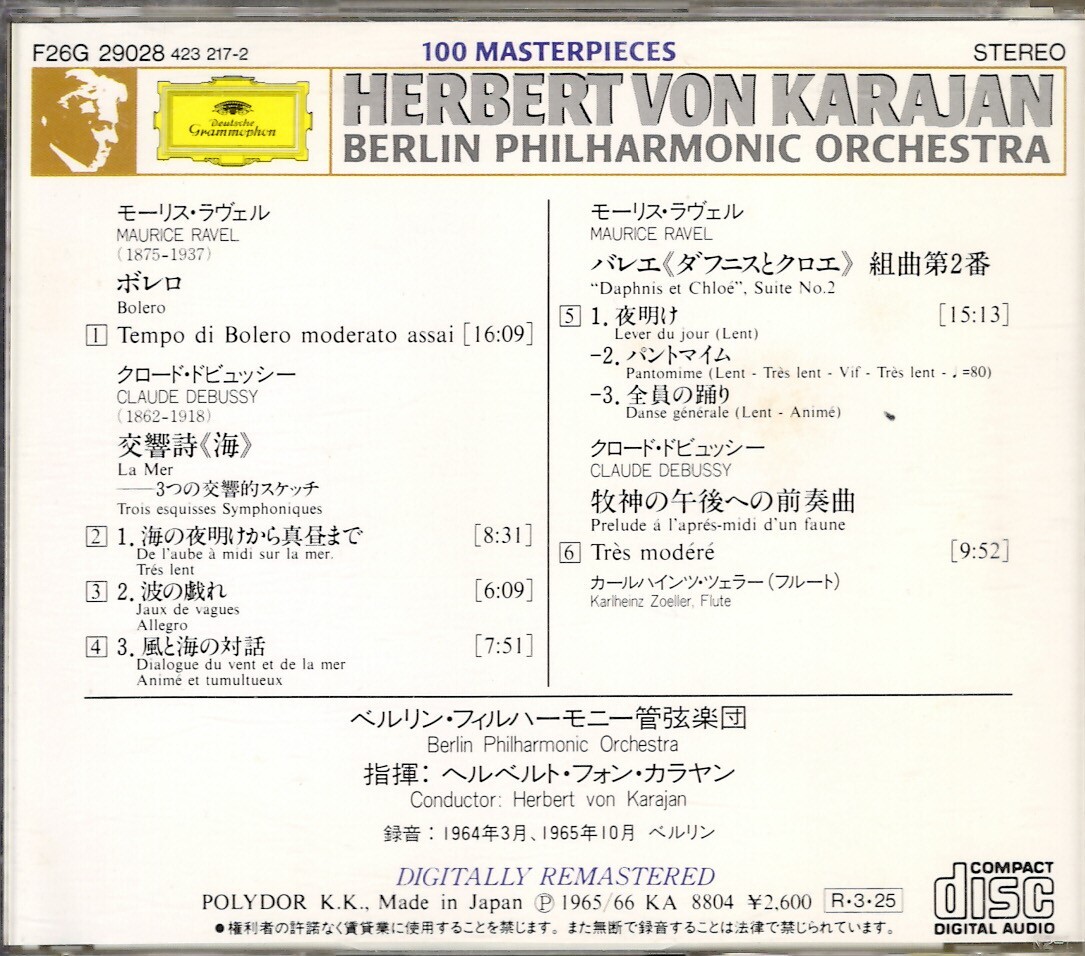 F26G 29028 423 217-2
100 MASTERPIECES
STEREO
Deutsche
Grammophon
HERBERT VON KARAJAN
BERLIN PHILHARMONIC ORCHESTRA
モーリス・ラヴェル
MAURICE RAVEL
(1875-1937)
ボレロ
Bolero
1 Tempo di Bolero moderato assai [16:09]
クロード・ドビュッシー
CLAUDE DEBUSSY
(1862-1918)
交響詩《海》
La Mer
——3つの交響的スケッチ
Trois esquisses Symphoniques
2 1. 海の夜明けから真昼まで [8:31]
De l'aube à midi sur la mer.
Trés lent
3 2. 波の戯れ [6:09]
Jaux de vagues
Allegro
4 3. 風と海の対話 [7:51]
Dialogue du vent et de la mer
Animé et tumultueux
モーリス・ラヴェル
MAURICE RAVEL
バレエ《ダフニスとクロエ》 組曲第2番
"Daphnis et Chloé", Suite No.2
5 1. 夜明け [15:13]
Lever du jour (Lent)
-2. パントマイム
Pantomime (Lent - Très lent - Vif - Très lent - ♩=80)
-3. 全員の踊り
Danse générale (Lent - Animé)
クロード・ドビュッシー
CLAUDE DEBUSSY
牧神の午後への前奏曲
Prelude á l'aprés-midi d'un faune
6 Très modéré [9:52]
カールハインツ・ツェラー(フルート)
Karlheinz Zoeller, Flute
ベルリン・フィルハーモニー管弦楽団
Berlin Philharmonic Orchestra
指揮: ヘルベルト・フォン・カラヤン
Conductor: Herbert von Karajan
録音:1964年3月、1965年10月 ベルリン
DIGITALLY REMASTERED
POLYDOR K.K., Made in Japan Ⓟ 1965/66 KA 8804 ¥2,600 R・3・25
●権利者の許諾なく賃貸業に使用することを禁じます。また無断で録音することは法律で禁じられています。
COMPACT
disc
DIGITAL AUDIO